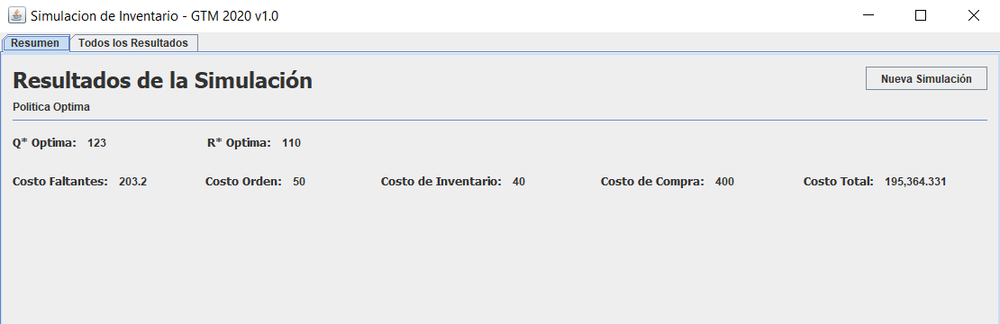 Simulacion de Inventario - GTM 2020 v1.0
Resumen Todos los Resultados
Resultados de la Simulación Nueva Simulación
Politica Optima
Q* Optima: 123 R* Optima: 110
Costo Faltantes: 203.2 Costo Orden: 50 Costo de Inventario: 40 Costo de Compra: 400 Costo Total: 195,364.331